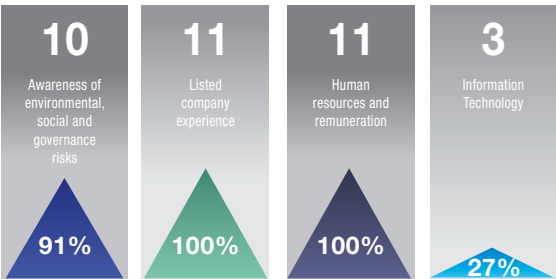 10
Awareness of
environmental,
social and
governance
risks
91%
11
Listed
company
experience
100%
11
Human
resources and
remuneration
100%
3
Information
Technology
27%